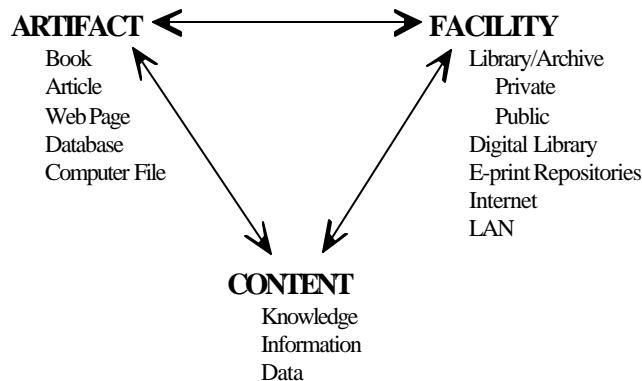 ARTIFACT
Book
Article
Web Page
Database
Computer File
FACILITY
Library/Archive
Private
Public
Digital Library
E-print Repositories
Internet
LAN
CONTENT
Knowledge
Information
Data